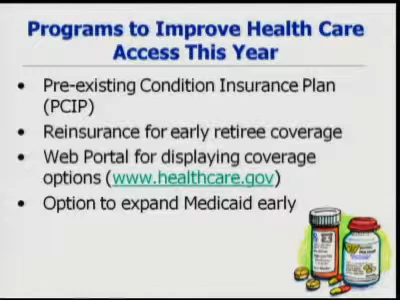 Programs to Improve Health Care
Access This Year
• Pre-existing Condition Insurance Plan
(PCIP)
• Reinsurance for early retiree coverage
• Web Portal for displaying coverage
options (www.healthcare.gov)
• Option to expand Medicaid early